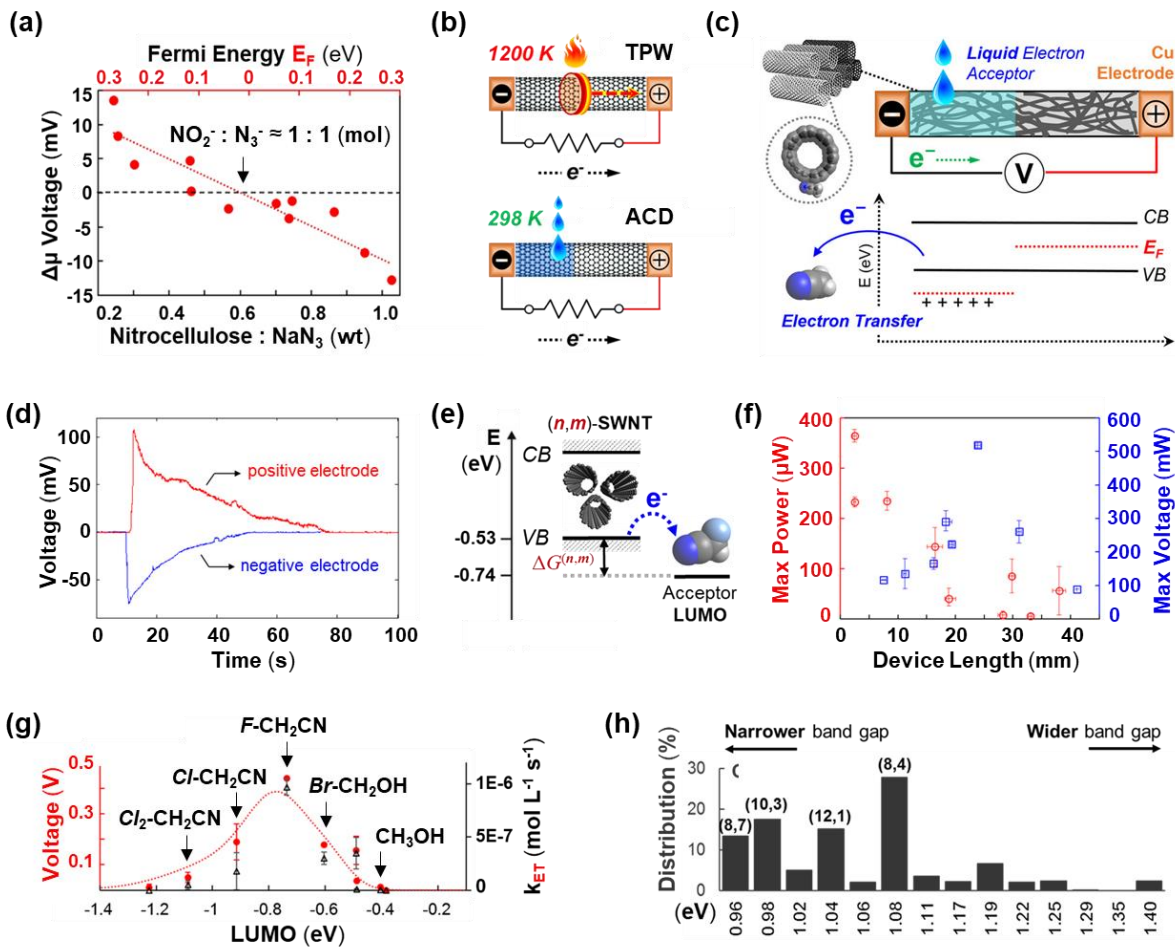 (a)
Fermi Energy E_F (eV)
0.3 0.2 0.1 0 0.1 0.2 0.3
15
10
5
0
-5
-10
-15
Δμ Voltage (mV)
NO₂⁻ : N₃⁻ ≈ 1 : 1 (mol)
0.2 0.4 0.6 0.8 1.0
Nitrocellulose : NaN₃ (wt)
(b)
1200 K
TPW
e⁻
298 K
ACD
e⁻
(c)
Liquid Electron
Acceptor
Cu
Electrode
e⁻
V
e⁻
E (eV)
CB
E_F
VB
+ + + + +
Electron Transfer
(d)
Voltage (mV)
100
50
0
-50
positive electrode
negative electrode
0 20 40 60 80 100
Time (s)
(e)
(n,m)-SWNT
E
(eV)
CB
e⁻
-0.53
VB
ΔG⁽ⁿ'ᵐ⁾
-0.74
Acceptor
LUMO
(f)
Max Power (μW)
400
300
200
100
0
600
500
400
300
200
100
0
Max Voltage (mW)
0 10 20 30 40
Device Length (mm)
(g)
Voltage (V)
0.5
0.3
0.1
F-CH₂CN
Cl-CH₂CN
Br-CH₂OH
Cl₂-CH₂CN
CH₃OH
1E-6
5E-7
0
k_ET (mol L⁻¹ s⁻¹)
-1.4 -1.2 -1 -0.8 -0.6 -0.4 -0.2
LUMO (eV)
(h)
Distribution (%)
30
20
10
0
Narrower band gap
Wider band gap
(8,7)
(10,3)
(12,1)
(8,4)
(eV)
0.96 0.98 1.02 1.04 1.06 1.08 1.11 1.17 1.19 1.22 1.25 1.29 1.35 1.40